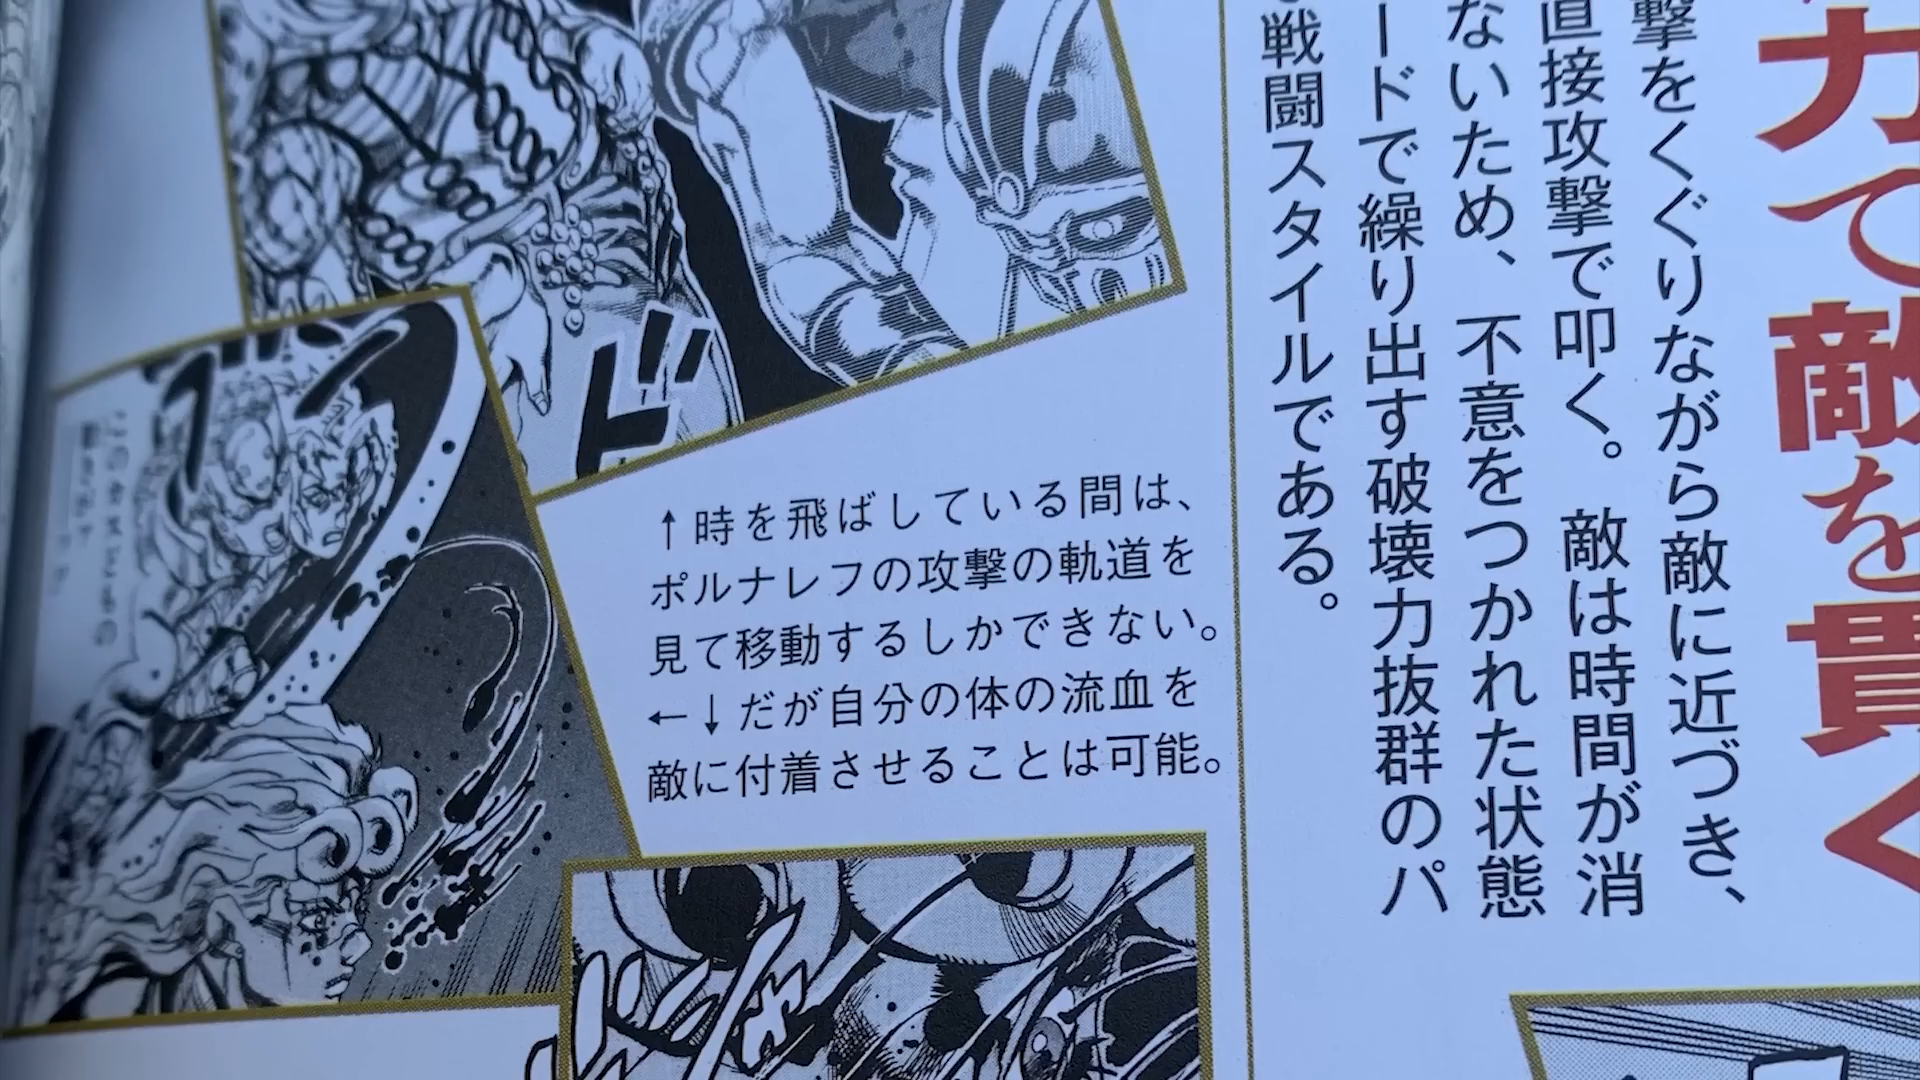 力で敵を貫く
撃をくぐりながら敵に近づき、
直接攻撃で叩く。敵は時間が消
ないため、不意をつかれた状態
ードで繰り出す破壊力抜群のパ
戦闘スタイルである。
↑時を飛ばしている間は、
ポルナレフの攻撃の軌道を
見て移動するしかできない。
←↓だが自分の体の流血を
敵に付着させることは可能。
ド